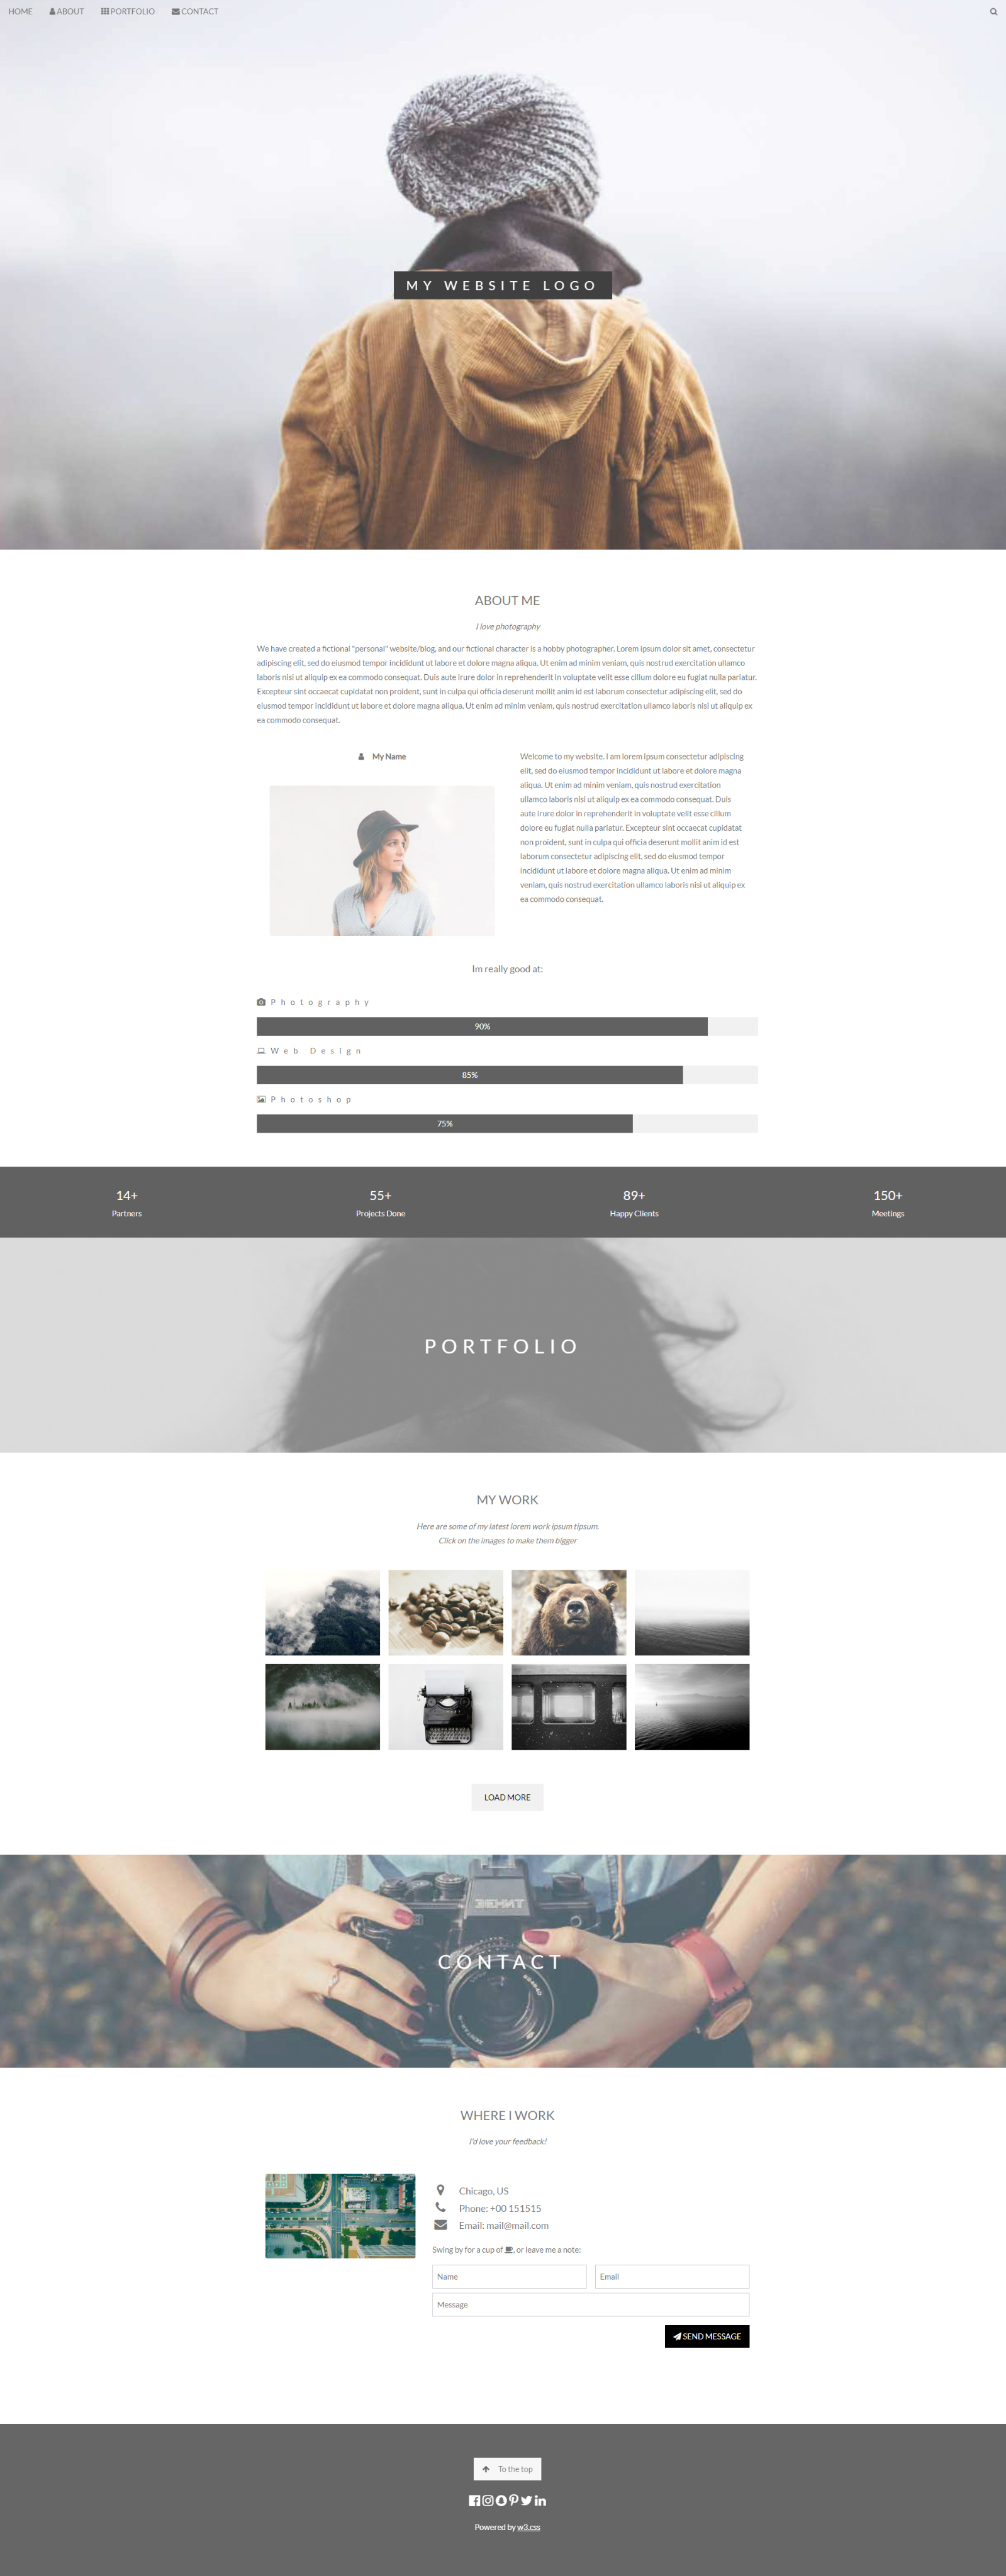 HOME ABOUT PORTFOLIO CONTACT
MY WEBSITE LOGO
ABOUT ME
I love photography
We have created a fictional "personal" website/blog, and our fictional character is a hobby photographer. Lorem ipsum dolor sit amet, consectetur
adipiscing elit, sed do eiusmod tempor incididunt ut labore et dolore magna aliqua. Ut enim ad minim veniam, quis nostrud exercitation ullamco
laboris nisi ut aliquip ex ea commodo consequat. Duis aute irure dolor in reprehenderit in voluptate velit esse cillum dolore eu fugiat nulla pariatur.
Excepteur sint occaecat cupidatat non proident, sunt in culpa qui officia deserunt mollit anim id est laborum consectetur adipiscing elit, sed do
eiusmod tempor incididunt ut labore et dolore magna aliqua. Ut enim ad minim veniam, quis nostrud exercitation ullamco laboris nisi ut aliquip ex
ea commodo consequat.
My Name
Welcome to my website. I am lorem ipsum consectetur adipiscing
elit, sed do eiusmod tempor incididunt ut labore et dolore magna
aliqua. Ut enim ad minim veniam, quis nostrud exercitation
ullamco laboris nisi ut aliquip ex ea commodo consequat. Duis
aute irure dolor in reprehenderit in voluptate velit esse cillum
dolore eu fugiat nulla pariatur. Excepteur sint occaecat cupidatat
non proident, sunt in culpa qui officia deserunt mollit anim id est
laborum consectetur adipiscing elit, sed do eiusmod tempor
incididunt ut labore et dolore magna aliqua. Ut enim ad minim
veniam, quis nostrud exercitation ullamco laboris nisi ut aliquip ex
ea commodo consequat.
Im really good at:
Photography
90%
Web Design
85%
Photoshop
75%
14+ 55+ 89+ 150+
Partners Projects Done Happy Clients Meetings
PORTFOLIO
MY WORK
Here are some of my latest lorem work ipsum tipsum.
Click on the images to make them bigger
LOAD MORE
ЗЕНИТ
CONTACT
WHERE I WORK
I'd love your feedback!
Chicago, US
Phone: +00 151515
Email: mail@mail.com
Swing by for a cup of , or leave me a note:
Name Email
Message
SEND MESSAGE
To the top
Powered by w3.css